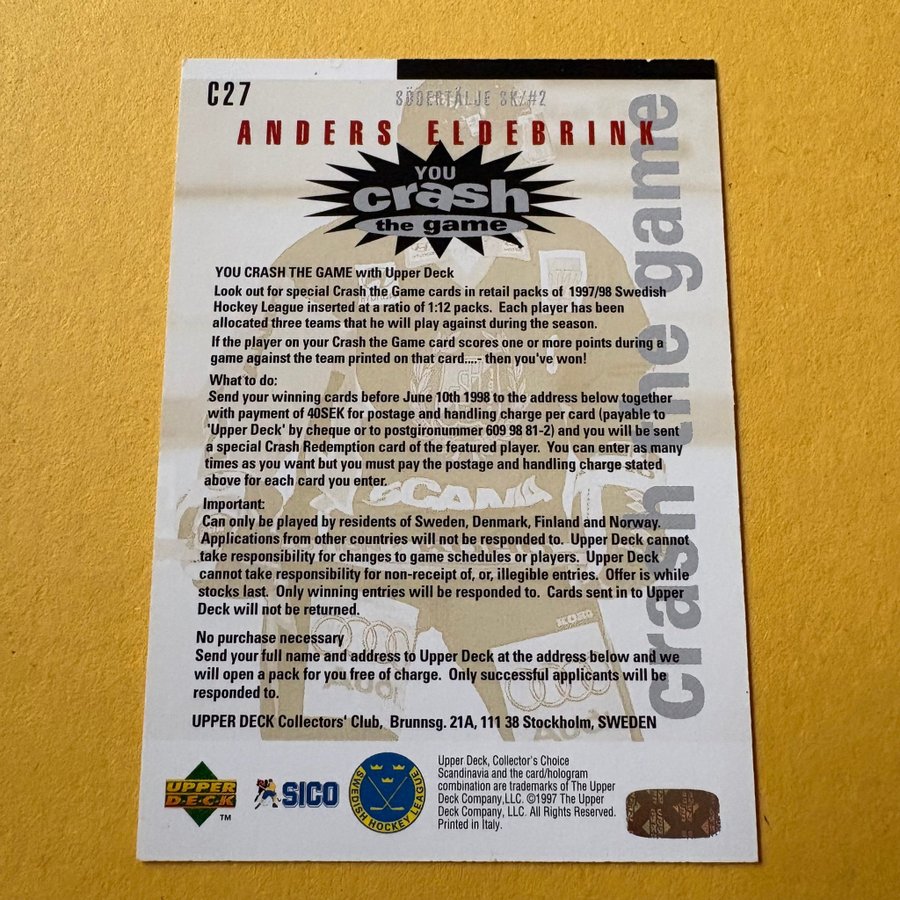 C27
SÖDERTÄLJE SK/#2
ANDERS ELDEBRINK
YOU
crash
the game
crash the game
YOU CRASH THE GAME with Upper Deck
Look out for special Crash the Game cards in retail packs of 1997/98 Swedish
Hockey League inserted at a ratio of 1:12 packs. Each player has been
allocated three teams that he will play against during the season.
If the player on your Crash the Game card scores one or more points during a
game against the team printed on that card....- then you've won!
What to do:
Send your winning cards before June 10th 1998 to the address below together
with payment of 40SEK for postage and handling charge per card (payable to
'Upper Deck' by cheque or to postgironummer 609 98 81-2) and you will be sent
a special Crash Redemption card of the featured player. You can enter as many
times as you want but you must pay the postage and handling charge stated
above for each card you enter.
SCANIA
Important:
Can only be played by residents of Sweden, Denmark, Finland and Norway.
Applications from other countries will not be responded to. Upper Deck cannot
take responsibility for changes to game schedules or players. Upper Deck
cannot take responsibility for non-receipt of, or, illegible entries. Offer is while
stocks last. Only winning entries will be responded to. Cards sent in to Upper
Deck will not be returned.
No purchase necessary
Send your full name and address to Upper Deck at the address below and we
will open a pack for you free of charge. Only successful applicants will be
responded to.
Audi
Audi
UPPER DECK Collectors' Club, Brunnsg. 21A, 111 38 Stockholm, SWEDEN
UPPER
DECK
TM
SICO
SWEDISH HOCKEY LEAGUE
Upper Deck, Collector's Choice
Scandinavia and the card/hologram
combination are trademarks of The Upper
Deck Company,LLC. ©1997 The Upper
Deck Company, LLC. All Rights Reserved.
Printed in Italy.